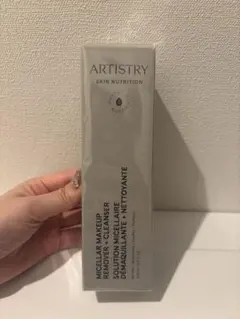 ARTISTRY
SKIN NUTRITION
MICELLAR MAKEUP
REMOVER + CLEANSER
SOLUTION MICELLAIRE
DÉMAQUILLANTE + NETTOYANTE